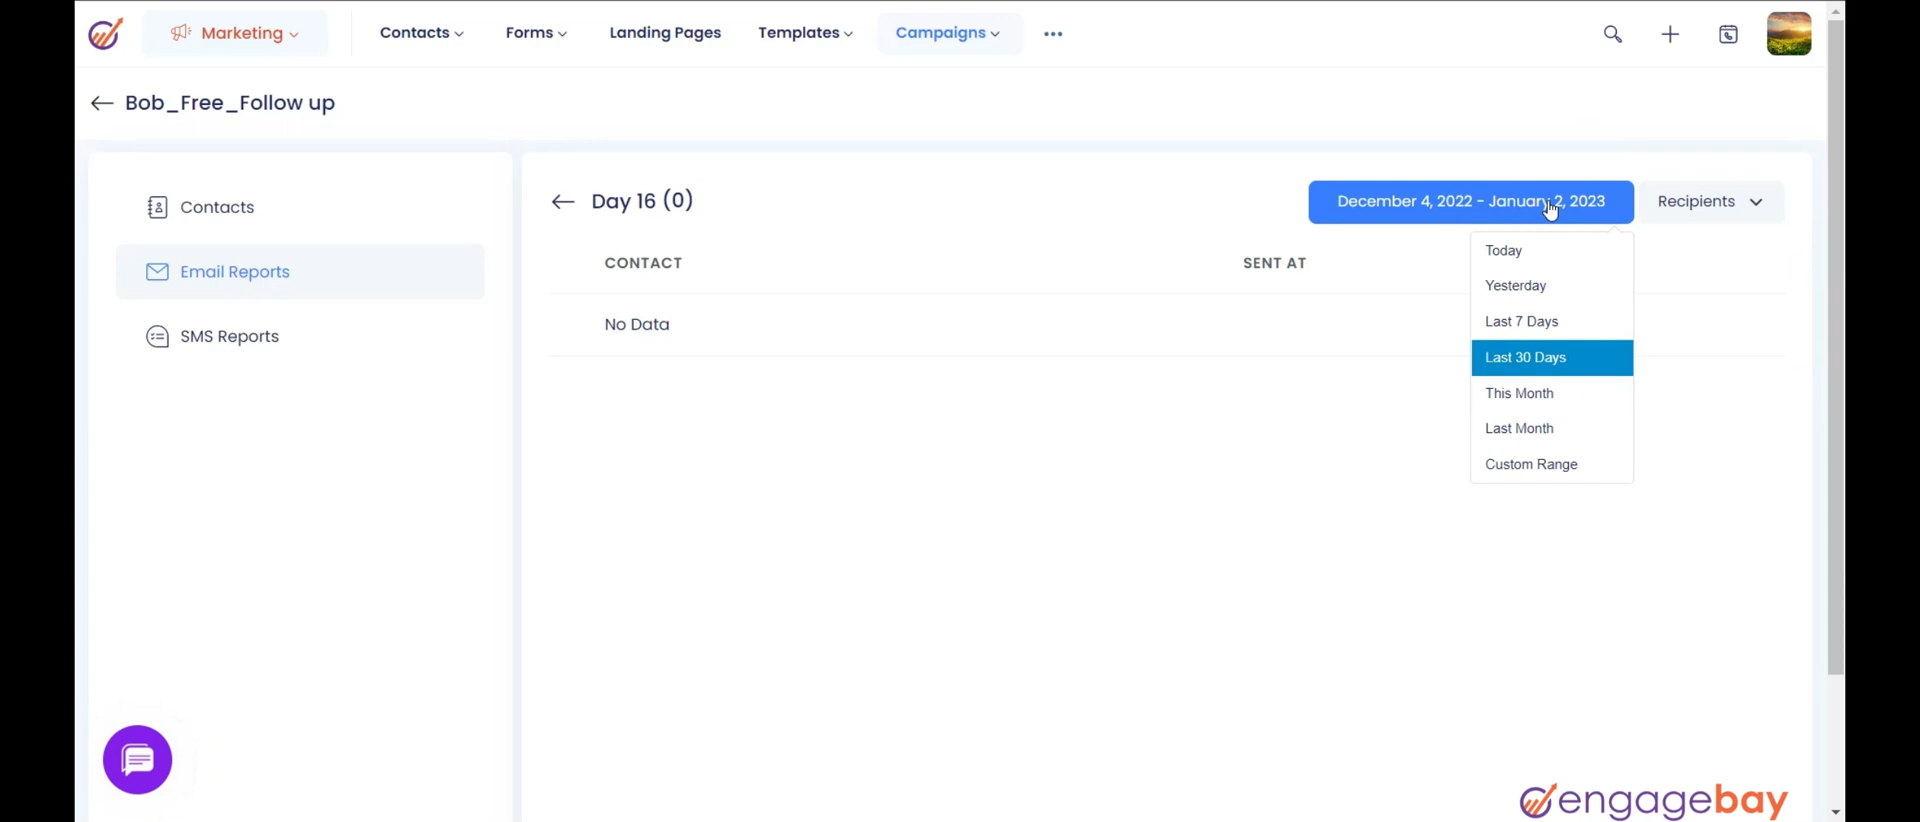 Marketing
Contacts
Forms
Landing Pages
Templates
Campaigns
Bob_Free_Follow up
Contacts
Email Reports
SMS Reports
Day 16 (0)
December 4, 2022 - January 2, 2023
Recipients
CONTACT
SENT AT
No Data
Today
Yesterday
Last 7 Days
Last 30 Days
This Month
Last Month
Custom Range
engagebay